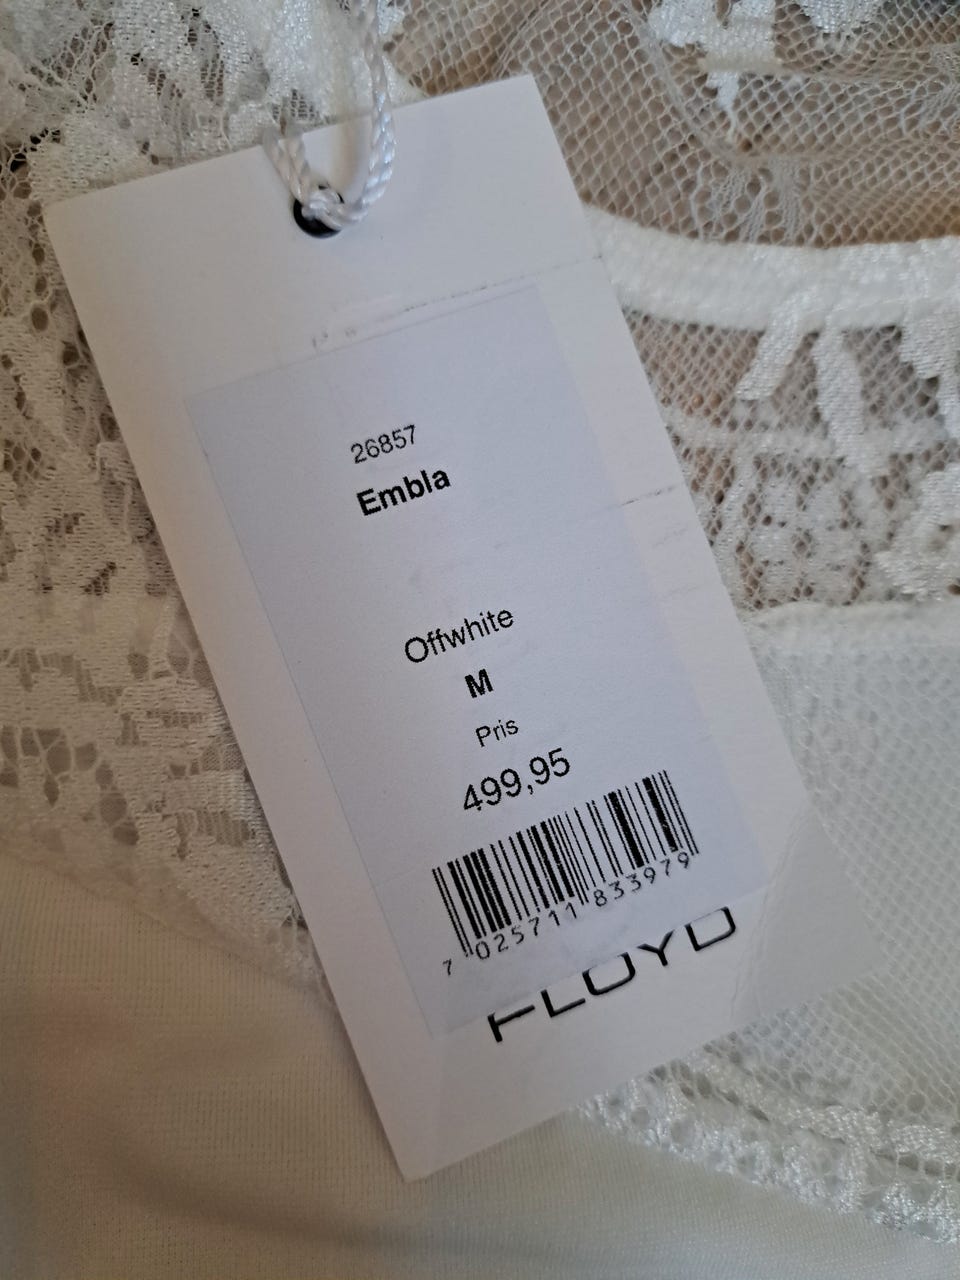 26857
Embla
Offwhite
M
Pris
499,95
7 025711 833979
FLOYD